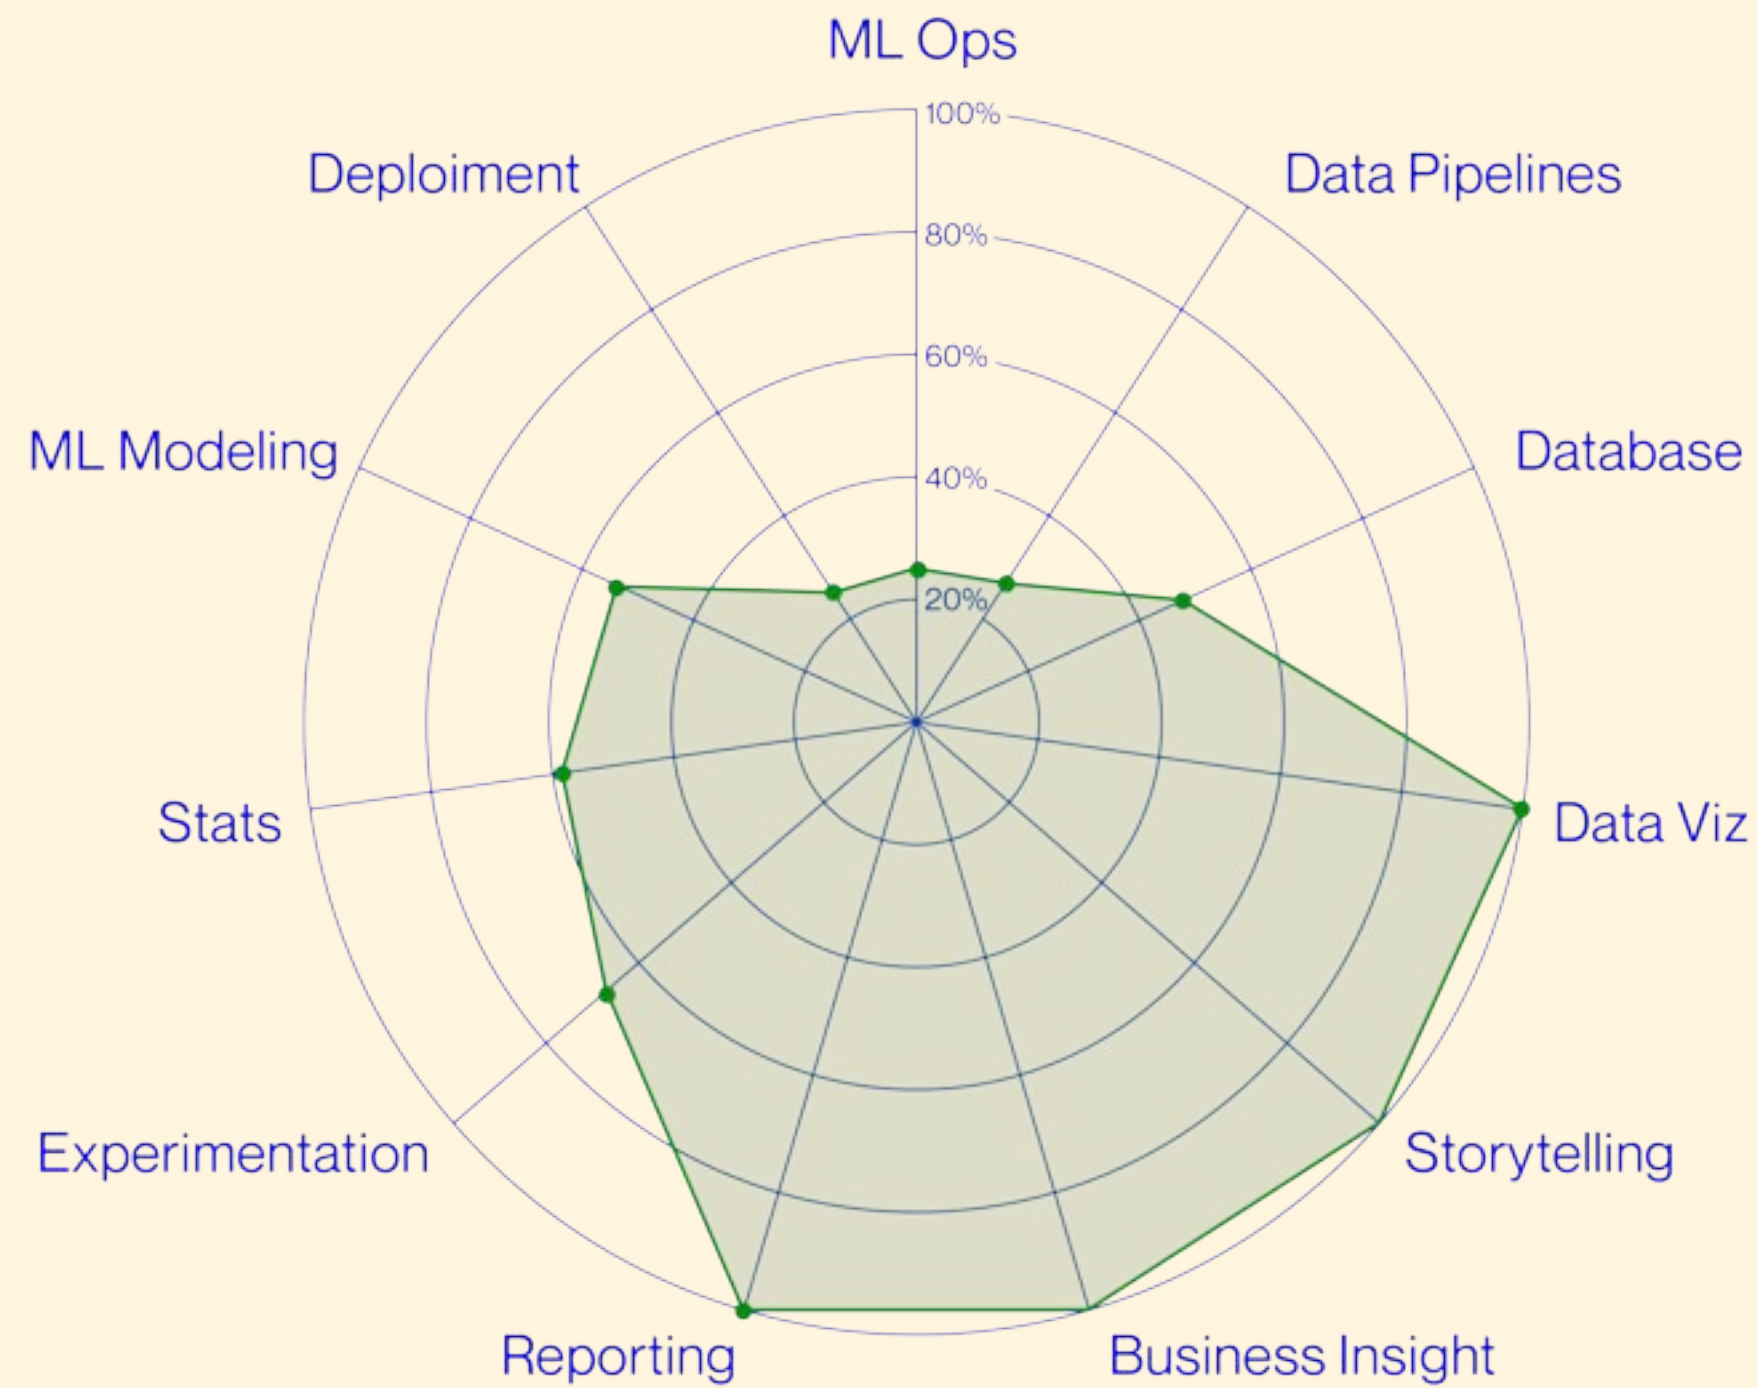 ML Ops
100%
Deploiment
Data Pipelines
80%
60%
ML Modeling
Database
40%
20%
Stats
Data Viz
Experimentation
Storytelling
Reporting
Business Insight